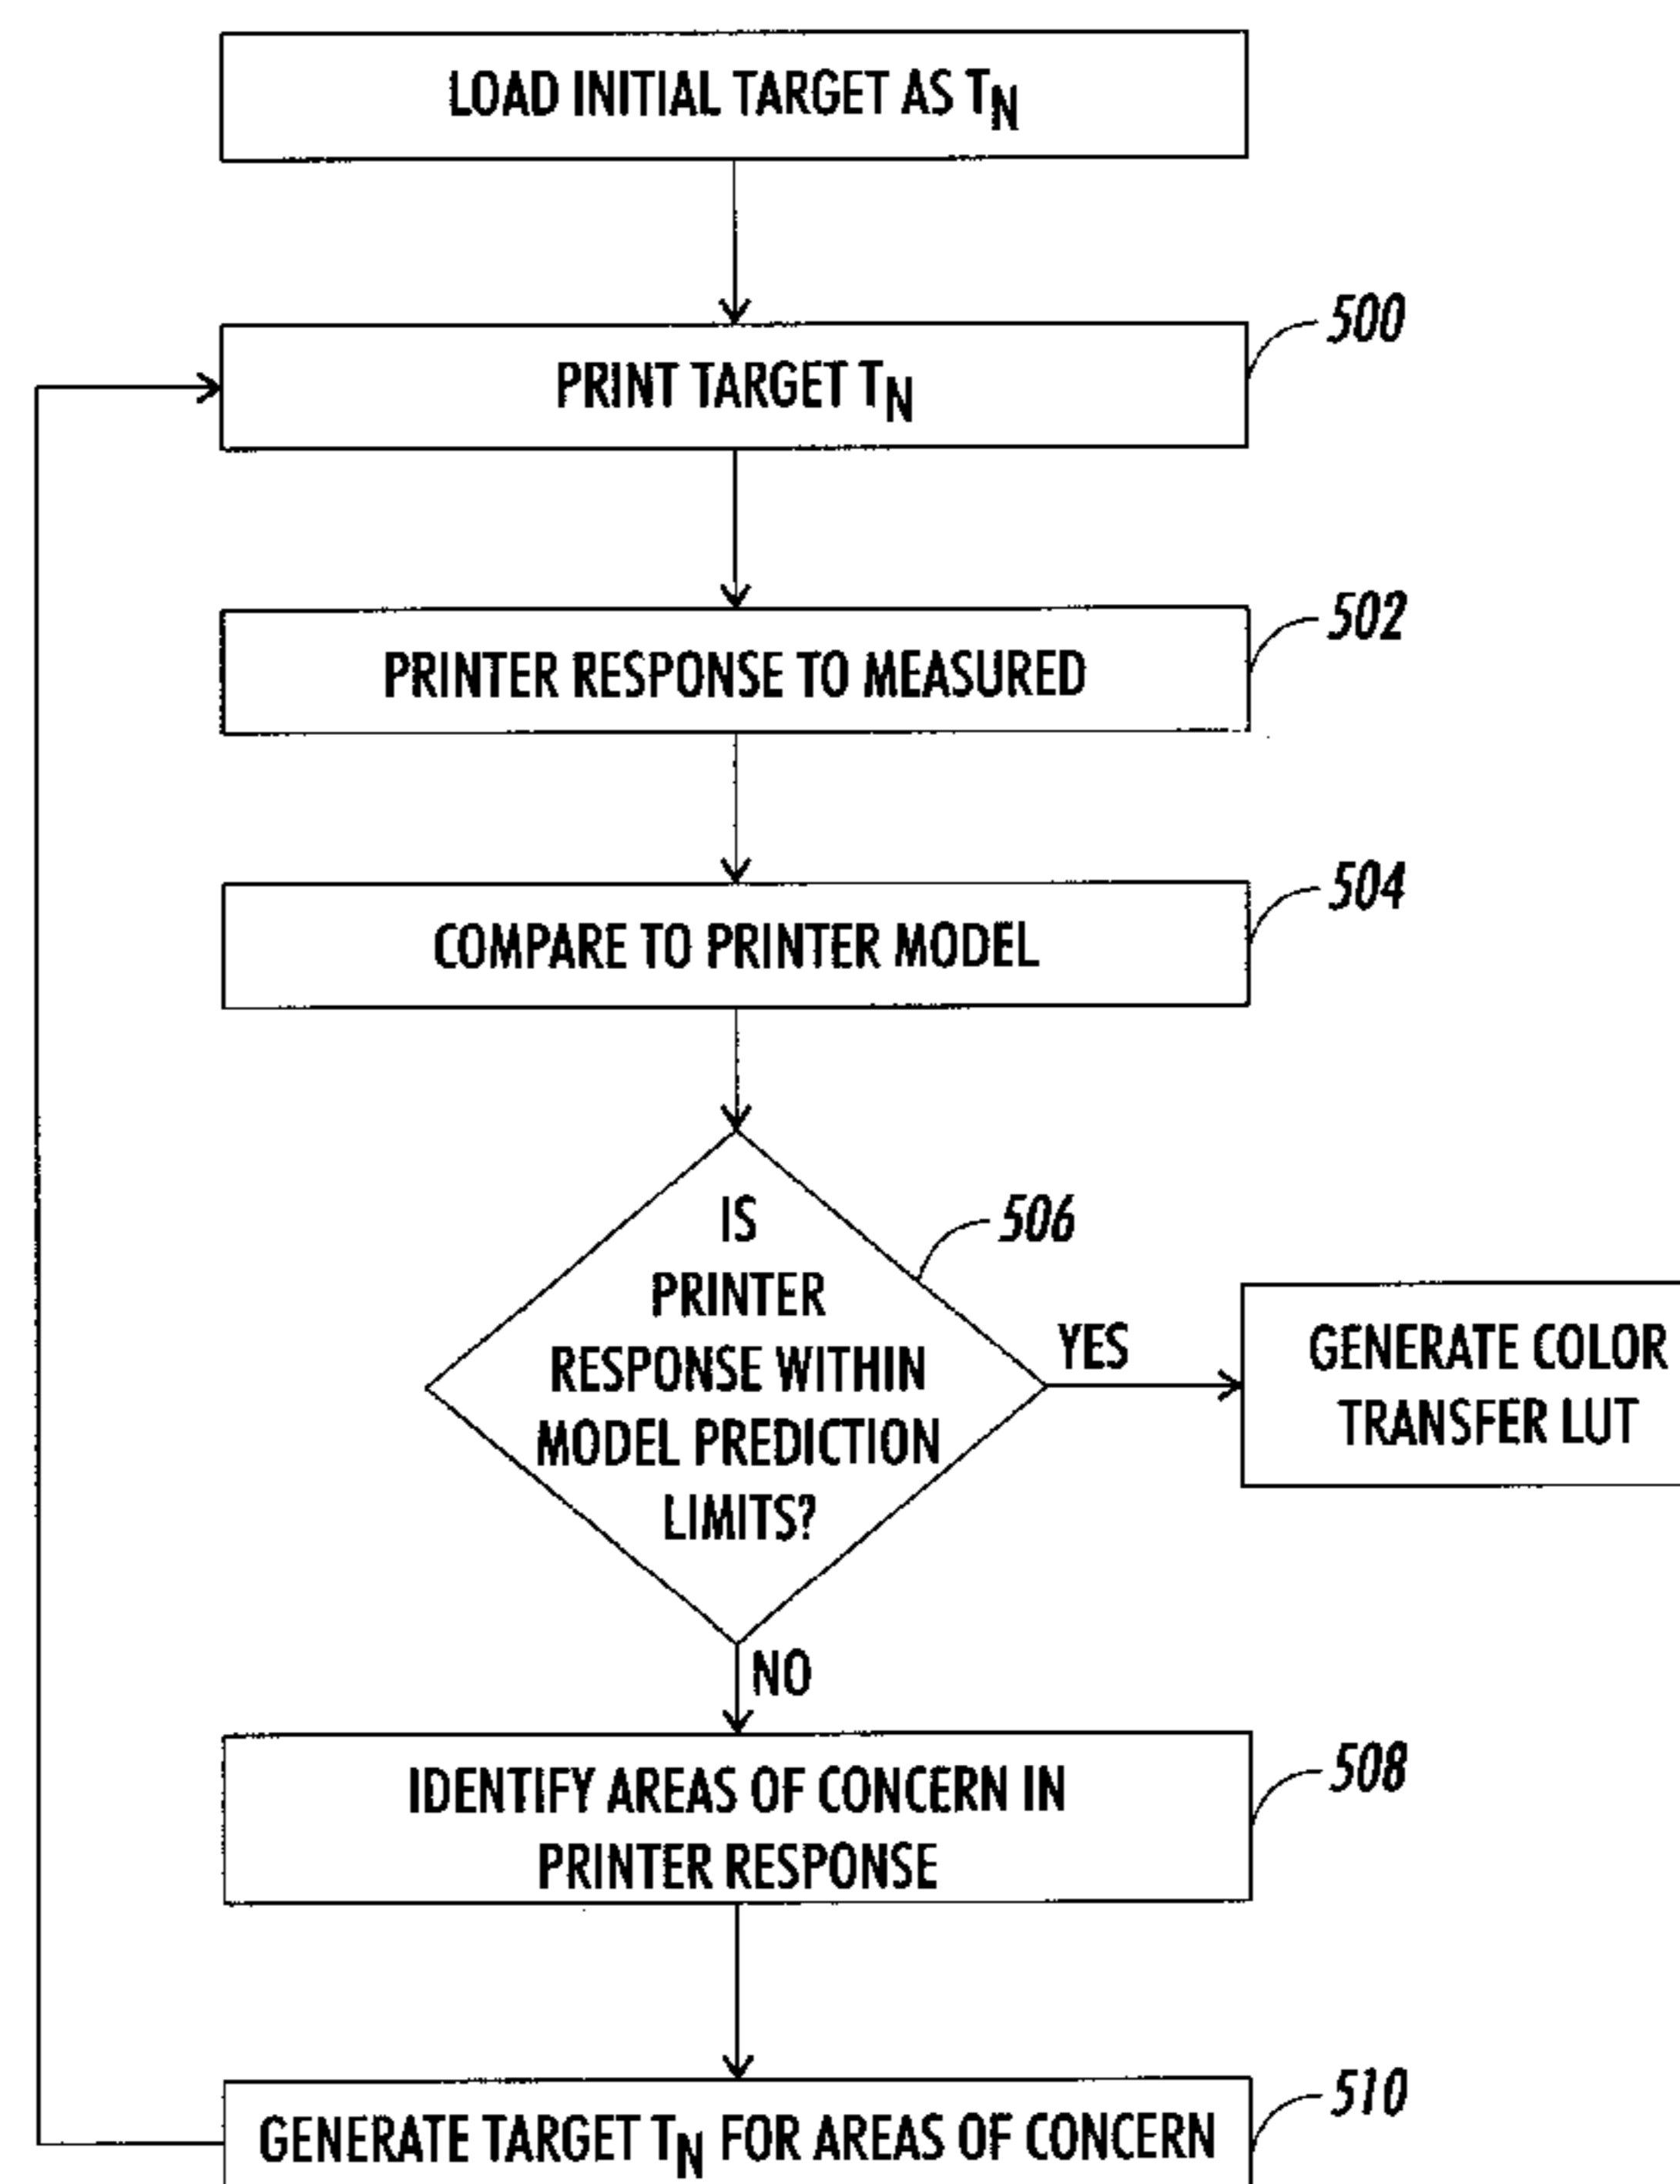 LOAD INITIAL TARGET AS TN
500
PRINT TARGET TN
502
PRINTER RESPONSE TO MEASURED
504
COMPARE TO PRINTER MODEL
506
IS
PRINTER
RESPONSE WITHIN
MODEL PREDICTION
LIMITS?
YES
GENERATE COLOR
TRANSFER LUT
NO
508
IDENTIFY AREAS OF CONCERN IN
PRINTER RESPONSE
510
GENERATE TARGET TN FOR AREAS OF CONCERN